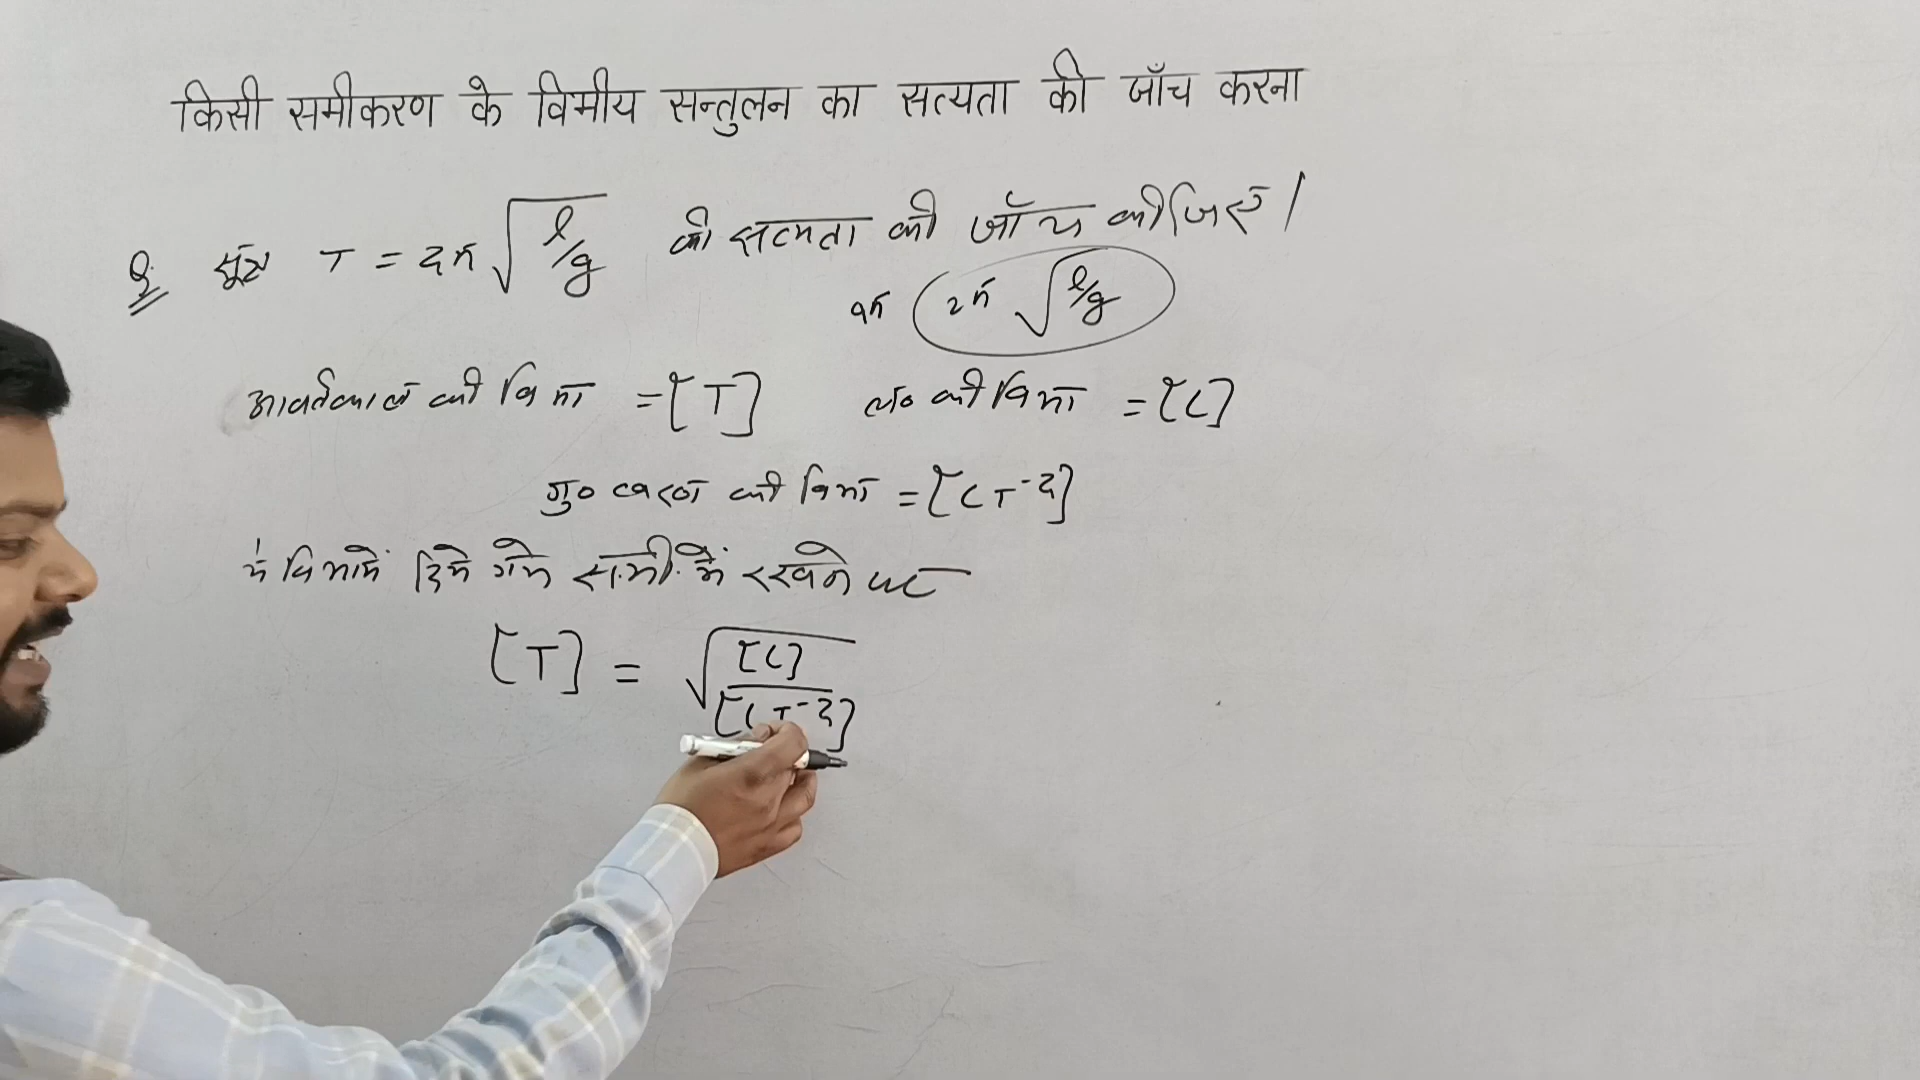 किसी समीकरण के विमीय सन्तुलन का सत्यता की जाँच करना
Q. सूत्र T = 2π √l/g की सत्यता की जाँच कीजिए।
2π √l/g
आवर्तकाल की विमा = [T] लं० की विमा = [L]
गु० त्वरण की विमा = [LT⁻²]
ये विमायें दिये गये समी. में रखने पर
[T] = √[L]/[LT⁻²]